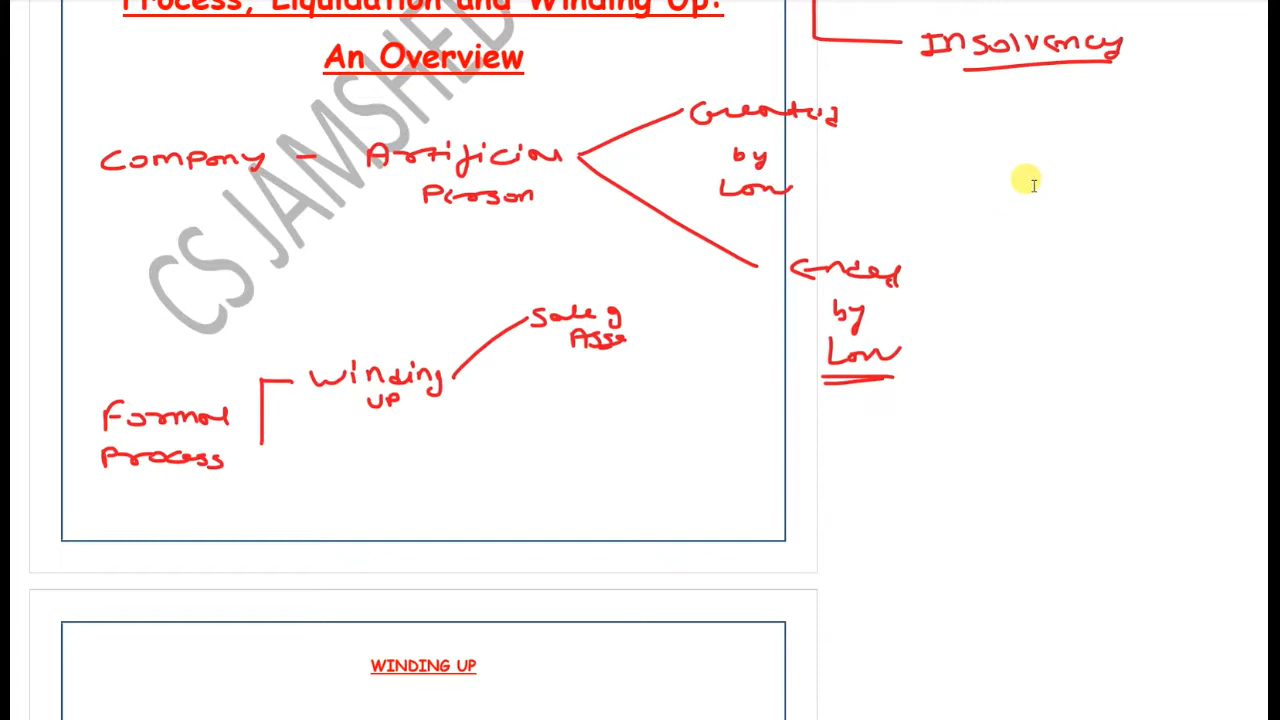 Process, Liquidation and Winding Up:
An Overview
Insolvency
Company - Artificial
Person
Created
by
Law
Ended
by
Law
Formal
Process
Winding
UP
Sale of
Asse
CS JAMSHED
WINDING UP